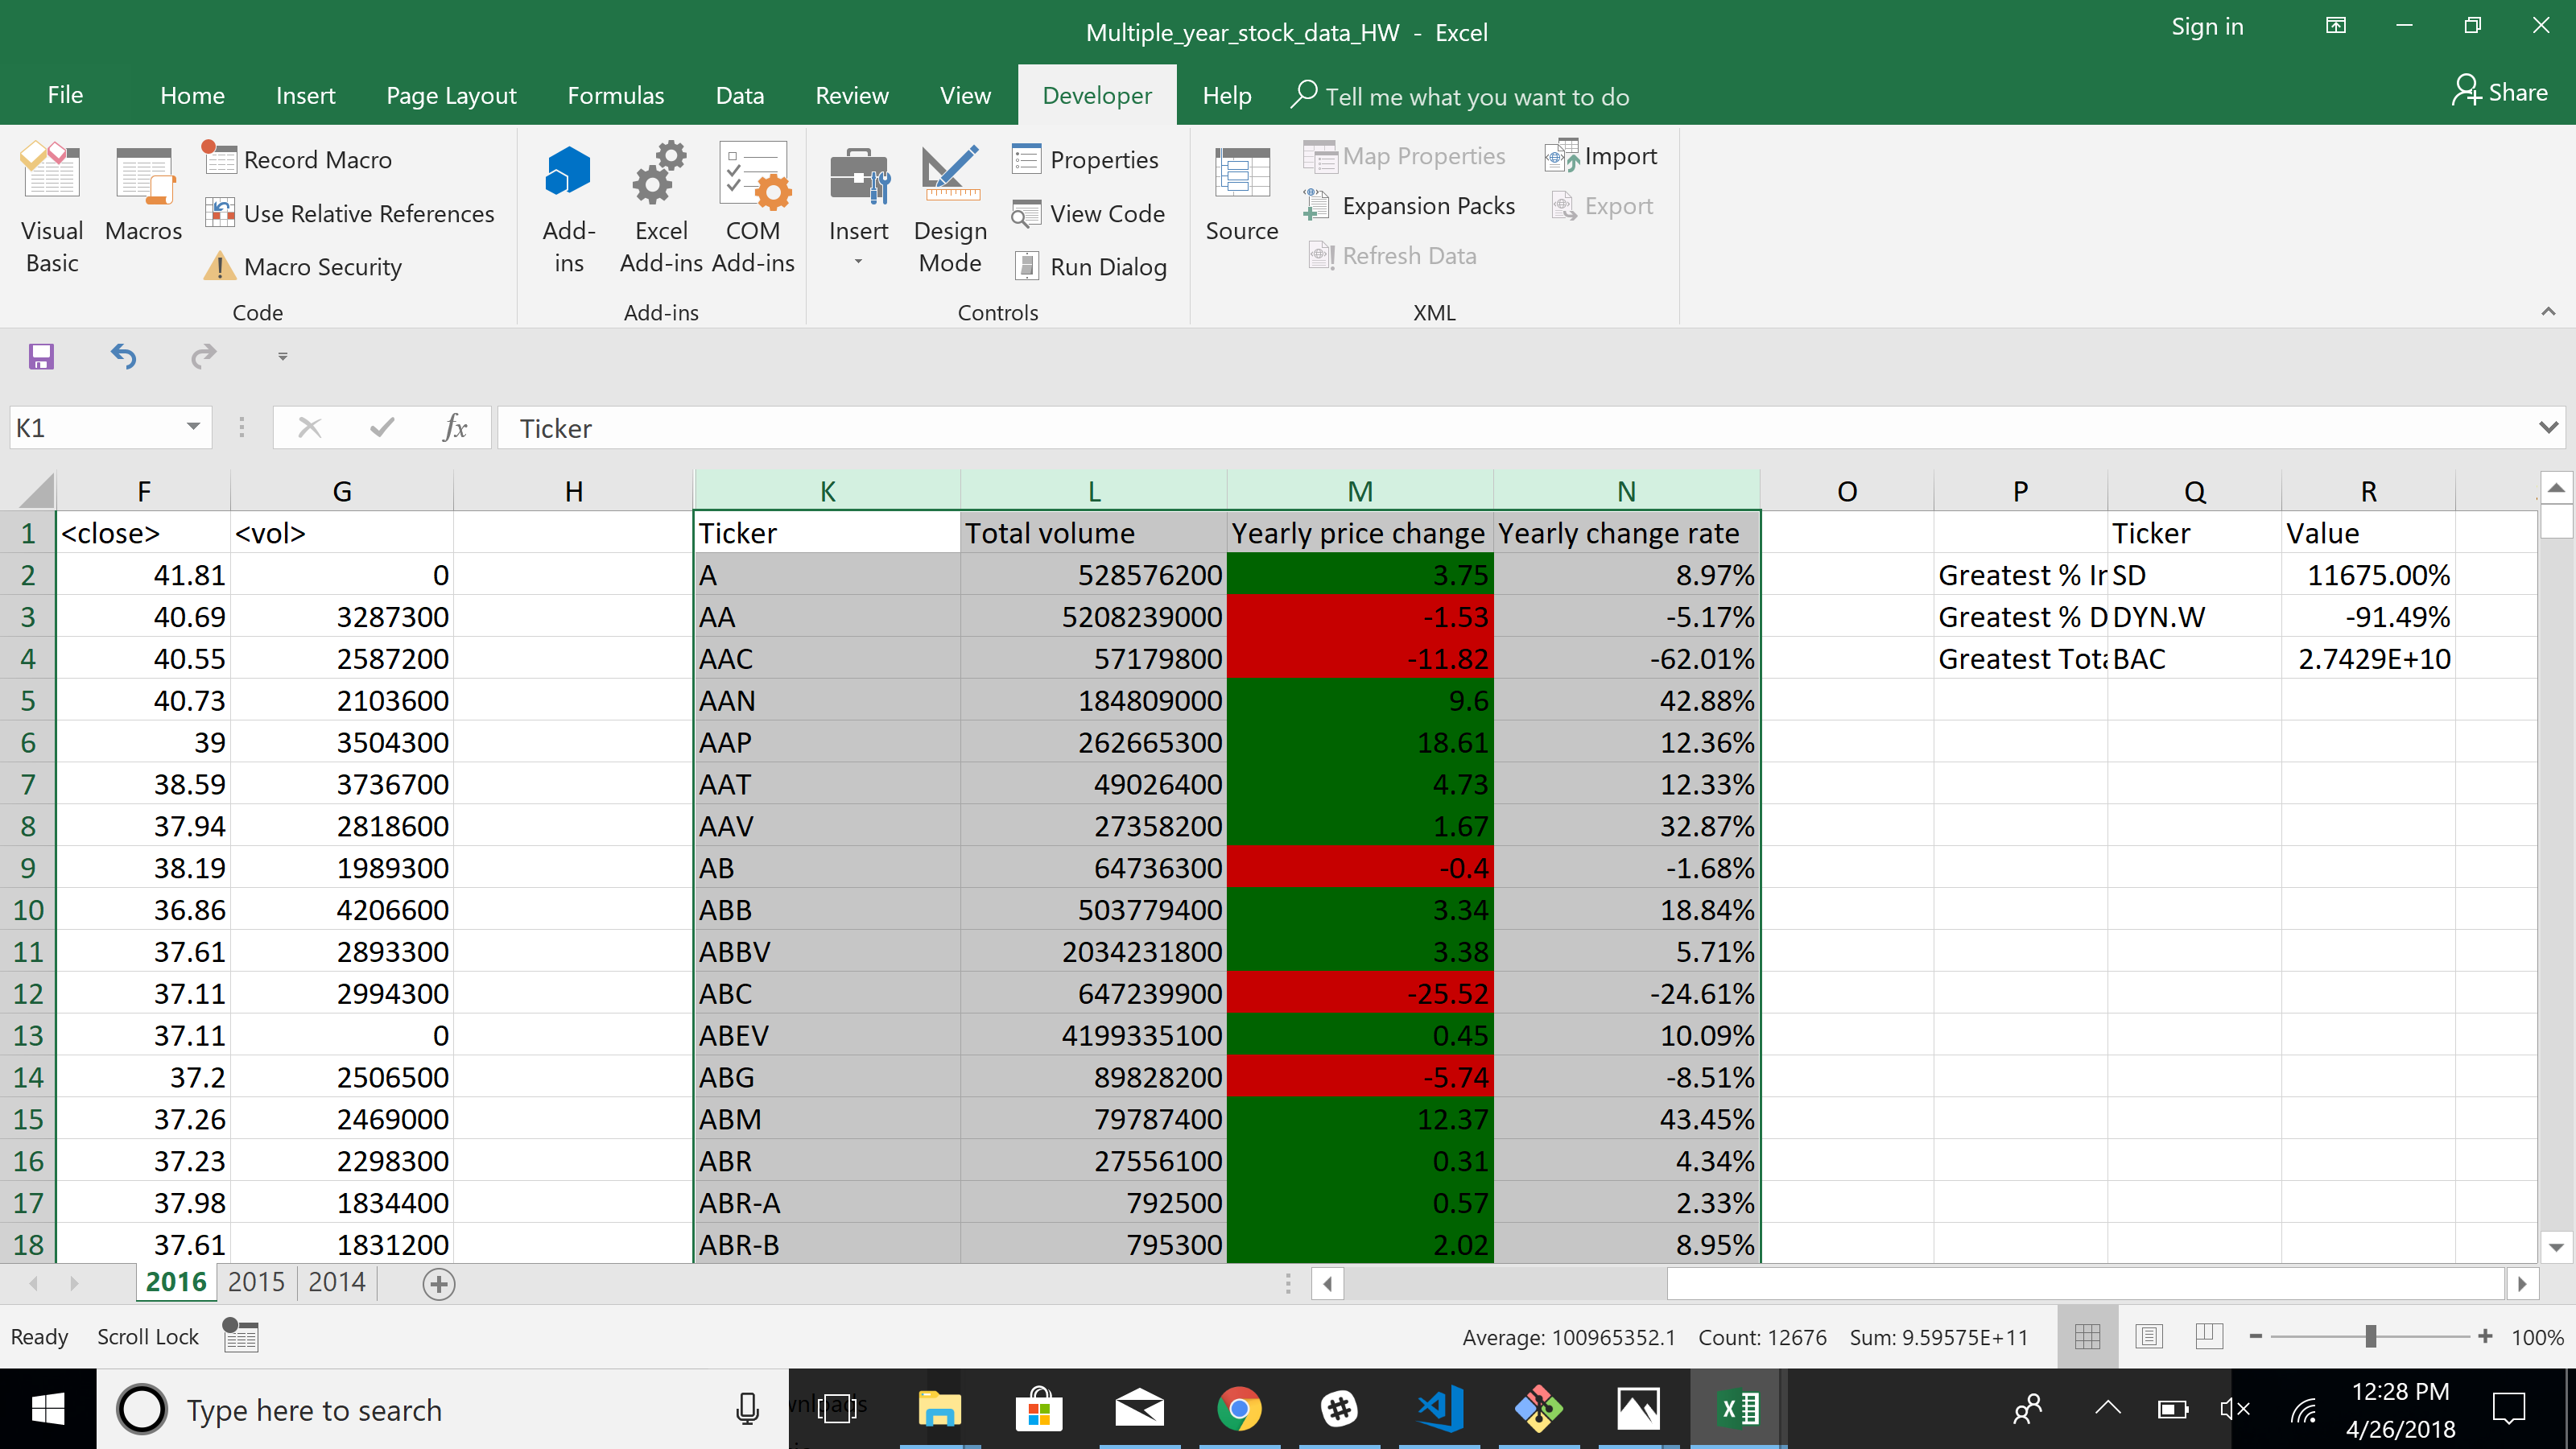 Multiple_year_stock_data_HW - Excel
Sign in
File Home Insert Page Layout Formulas Data Review View Developer Help Tell me what you want to do Share
Visual Basic
Macros
Record Macro
Use Relative References
Macro Security
Code
Add-ins
Excel Add-ins
COM Add-ins
Add-ins
Insert
Design Mode
Properties
View Code
Run Dialog
Controls
Source
Map Properties
Expansion Packs
Refresh Data
Import
Export
XML
K1 fx Ticker
F G H K L M N O P Q R
1 <close> <vol> Ticker Total volume Yearly price change Yearly change rate Ticker Value
2 41.81 0 A 528576200 3.75 8.97% Greatest % Ir SD 11675.00%
3 40.69 3287300 AA 5208239000 -1.53 -5.17% Greatest % D DYN.W -91.49%
4 40.55 2587200 AAC 57179800 -11.82 -62.01% Greatest Tota BAC 2.7429E+10
5 40.73 2103600 AAN 184809000 9.6 42.88%
6 39 3504300 AAP 262665300 18.61 12.36%
7 38.59 3736700 AAT 49026400 4.73 12.33%
8 37.94 2818600 AAV 27358200 1.67 32.87%
9 38.19 1989300 AB 64736300 -0.4 -1.68%
10 36.86 4206600 ABB 503779400 3.34 18.84%
11 37.61 2893300 ABBV 2034231800 3.38 5.71%
12 37.11 2994300 ABC 647239900 -25.52 -24.61%
13 37.11 0 ABEV 4199335100 0.45 10.09%
14 37.2 2506500 ABG 89828200 -5.74 -8.51%
15 37.26 2469000 ABM 79787400 12.37 43.45%
16 37.23 2298300 ABR 27556100 0.31 4.34%
17 37.98 1834400 ABR-A 792500 0.57 2.33%
18 37.61 1831200 ABR-B 795300 2.02 8.95%
2016 2015 2014
Ready Scroll Lock Average: 100965352.1 Count: 12676 Sum: 9.59575E+11 100%
Type here to search
12:28 PM
4/26/2018